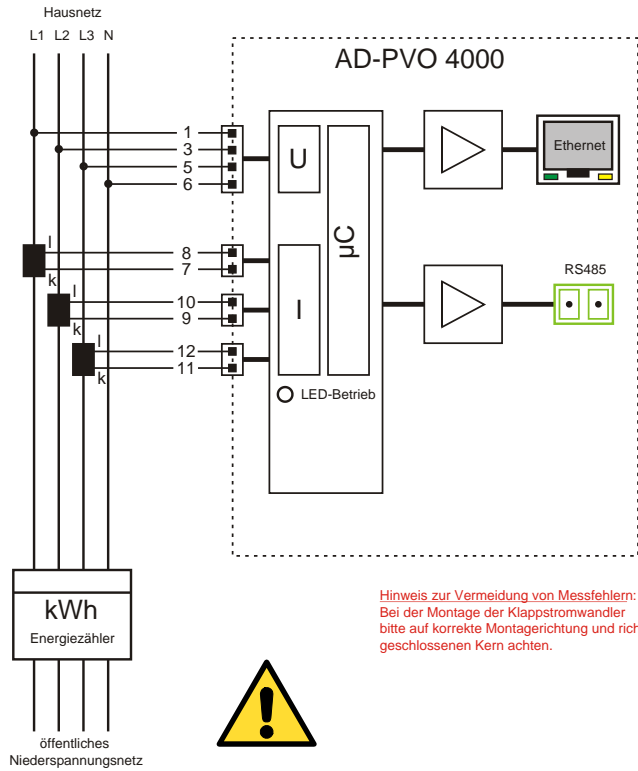 Hausnetz
L1 L2 L3 N
AD-PVO 4000
1
3
5
6
U
µC
Ethernet
l
8
7
k
l
10
9
k
I
l
12
11
k
RS485
LED-Betrieb
kWh
Energiezähler
Hinweis zur Vermeidung von Messfehlern:
Bei der Montage der Klappstromwandler
bitte auf korrekte Montagerichtung und rich
geschlossenen Kern achten.
!
öffentliches
Niederspannungsnetz